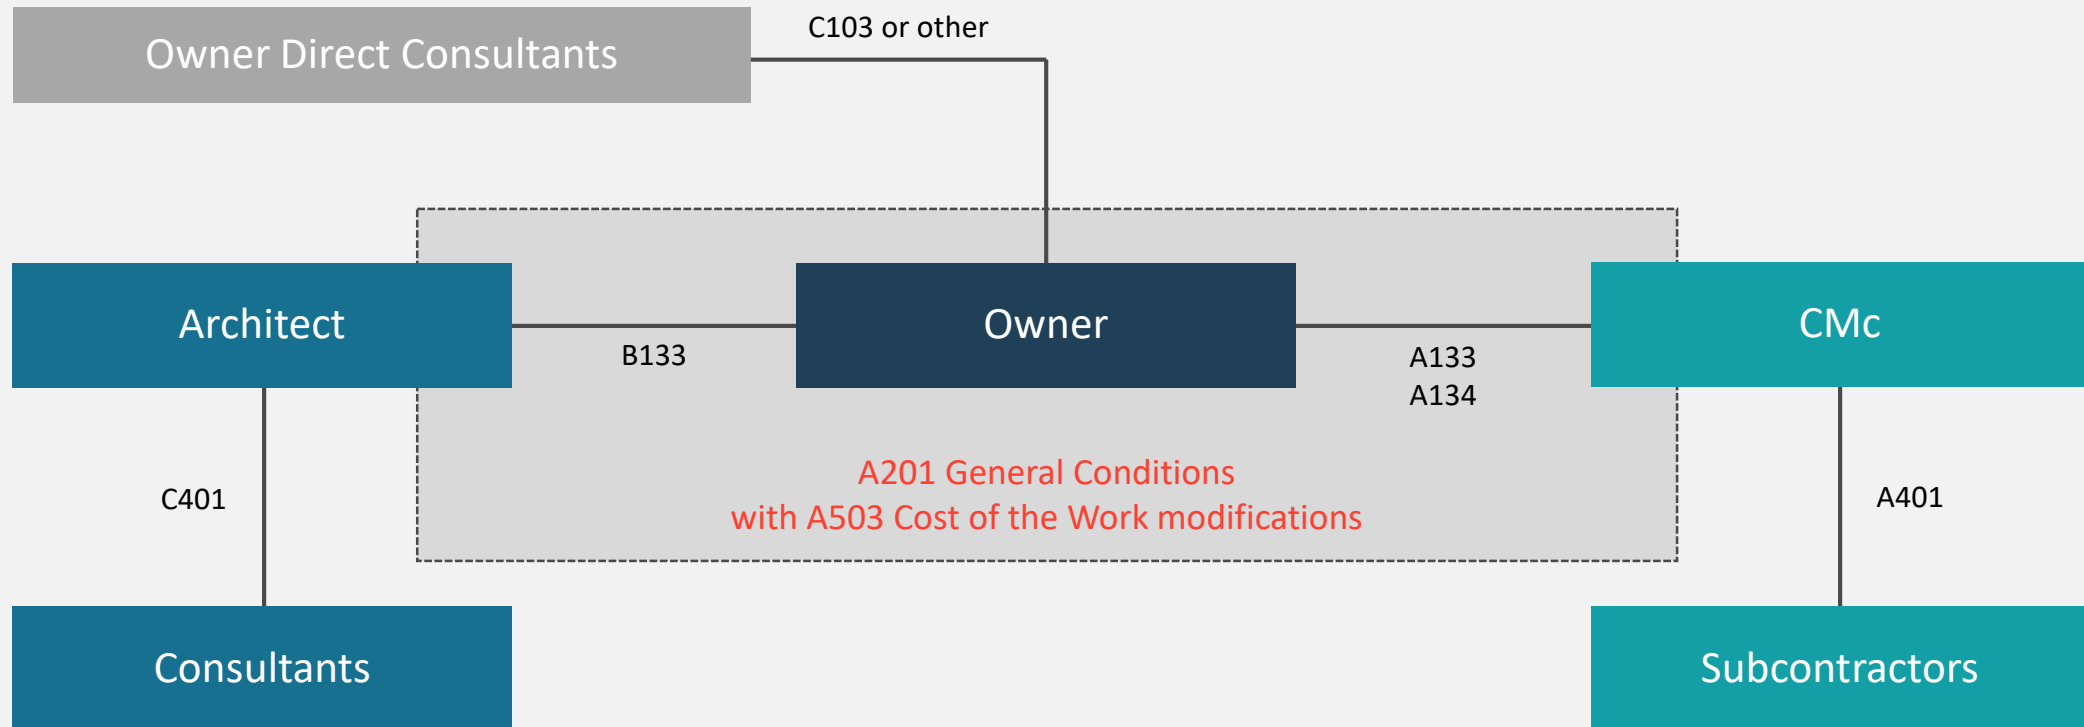 C103 or other
Owner Direct Consultants
Architect
Owner
CMc
B133
A133
A134
A201 General Conditions
with A503 Cost of the Work modifications
C401
A401
Consultants
Subcontractors